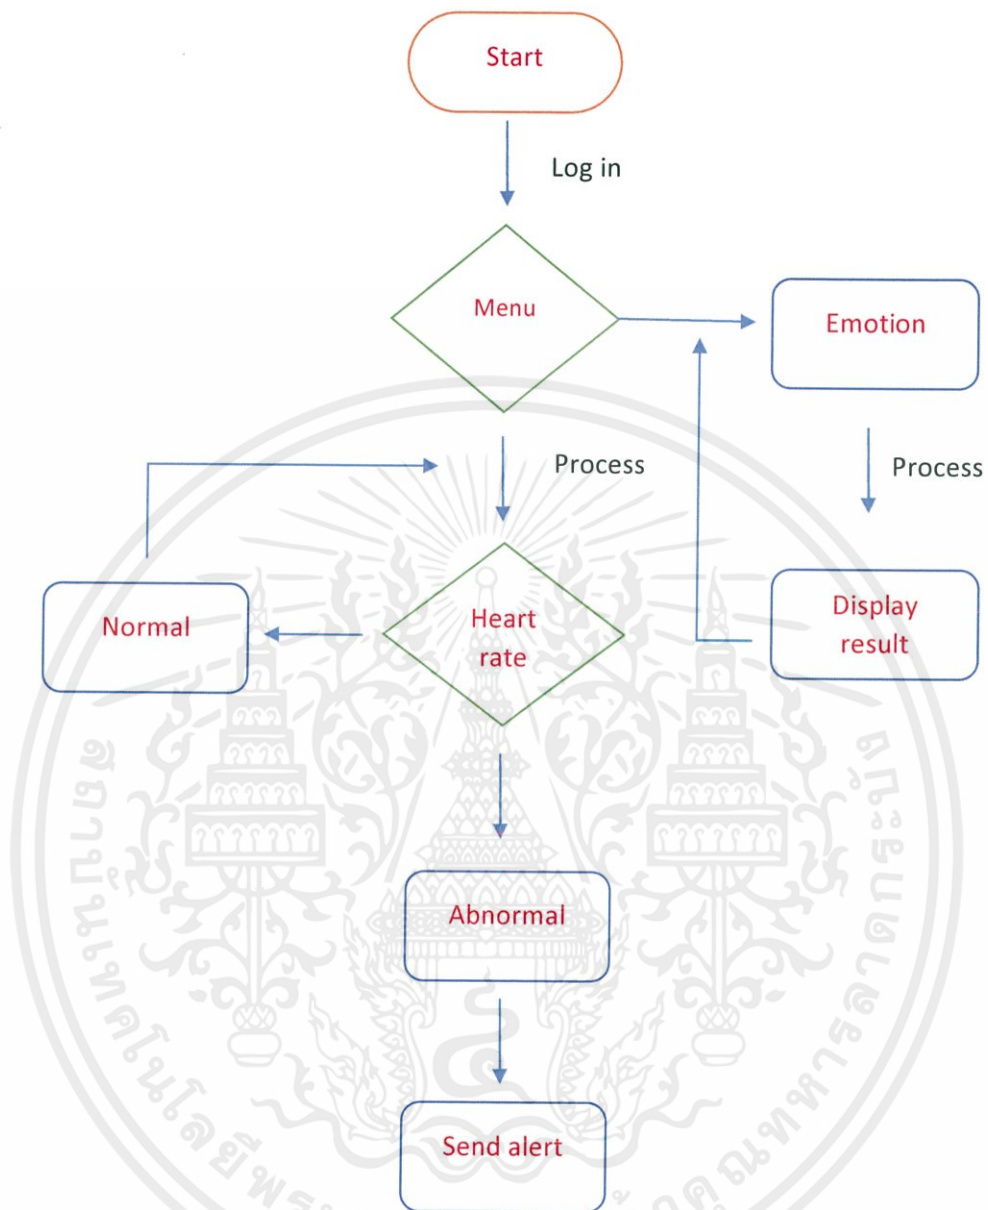 Start
Log in
Menu
Emotion
Process
Process
Normal
Heart
rate
Display
result
Abnormal
Send alert